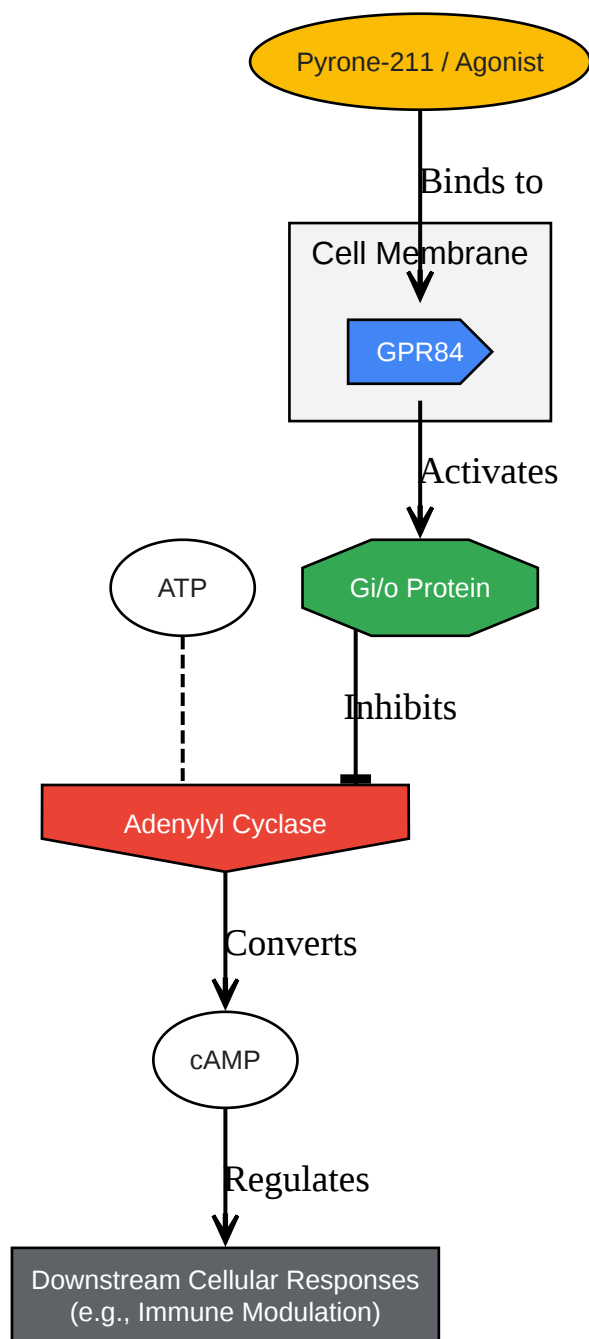 Pyrone-211 / Agonist
Binds to
Cell Membrane
GPR84
Activates
ATP
Gi/o Protein
Inhibits
Adenylyl Cyclase
Converts
cAMP
Regulates
Downstream Cellular Responses
(e.g., Immune Modulation)